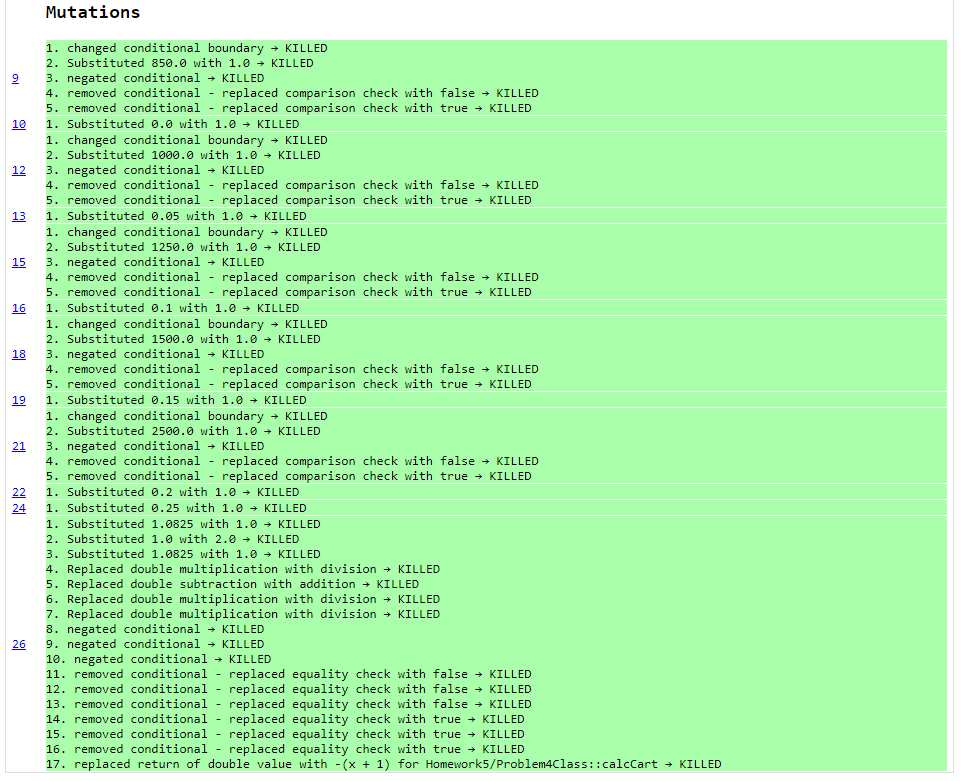 Mutations
1. changed conditional boundary → KILLED
2. Substituted 850.0 with 1.0 → KILLED
9 3. negated conditional → KILLED
4. removed conditional - replaced comparison check with false → KILLED
5. removed conditional - replaced comparison check with true → KILLED
10 1. Substituted 0.0 with 1.0 → KILLED
1. changed conditional boundary → KILLED
2. Substituted 1000.0 with 1.0 → KILLED
12 3. negated conditional → KILLED
4. removed conditional - replaced comparison check with false → KILLED
5. removed conditional - replaced comparison check with true → KILLED
13 1. Substituted 0.05 with 1.0 → KILLED
1. changed conditional boundary → KILLED
2. Substituted 1250.0 with 1.0 → KILLED
15 3. negated conditional → KILLED
4. removed conditional - replaced comparison check with false → KILLED
5. removed conditional - replaced comparison check with true → KILLED
16 1. Substituted 0.1 with 1.0 → KILLED
1. changed conditional boundary → KILLED
2. Substituted 1500.0 with 1.0 → KILLED
18 3. negated conditional → KILLED
4. removed conditional - replaced comparison check with false → KILLED
5. removed conditional - replaced comparison check with true → KILLED
19 1. Substituted 0.15 with 1.0 → KILLED
1. changed conditional boundary → KILLED
2. Substituted 2500.0 with 1.0 → KILLED
21 3. negated conditional → KILLED
4. removed conditional - replaced comparison check with false → KILLED
5. removed conditional - replaced comparison check with true → KILLED
22 1. Substituted 0.2 with 1.0 → KILLED
24 1. Substituted 0.25 with 1.0 → KILLED
1. Substituted 1.0825 with 1.0 → KILLED
2. Substituted 1.0 with 2.0 → KILLED
3. Substituted 1.0825 with 1.0 → KILLED
4. Replaced double multiplication with division → KILLED
5. Replaced double subtraction with addition → KILLED
6. Replaced double multiplication with division → KILLED
7. Replaced double multiplication with division → KILLED
8. negated conditional → KILLED
26 9. negated conditional → KILLED
10. negated conditional → KILLED
11. removed conditional - replaced equality check with false → KILLED
12. removed conditional - replaced equality check with false → KILLED
13. removed conditional - replaced equality check with false → KILLED
14. removed conditional - replaced equality check with true → KILLED
15. removed conditional - replaced equality check with true → KILLED
16. removed conditional - replaced equality check with true → KILLED
17. replaced return of double value with -(x + 1) for Homework5/Problem4Class::calcCart → KILLED